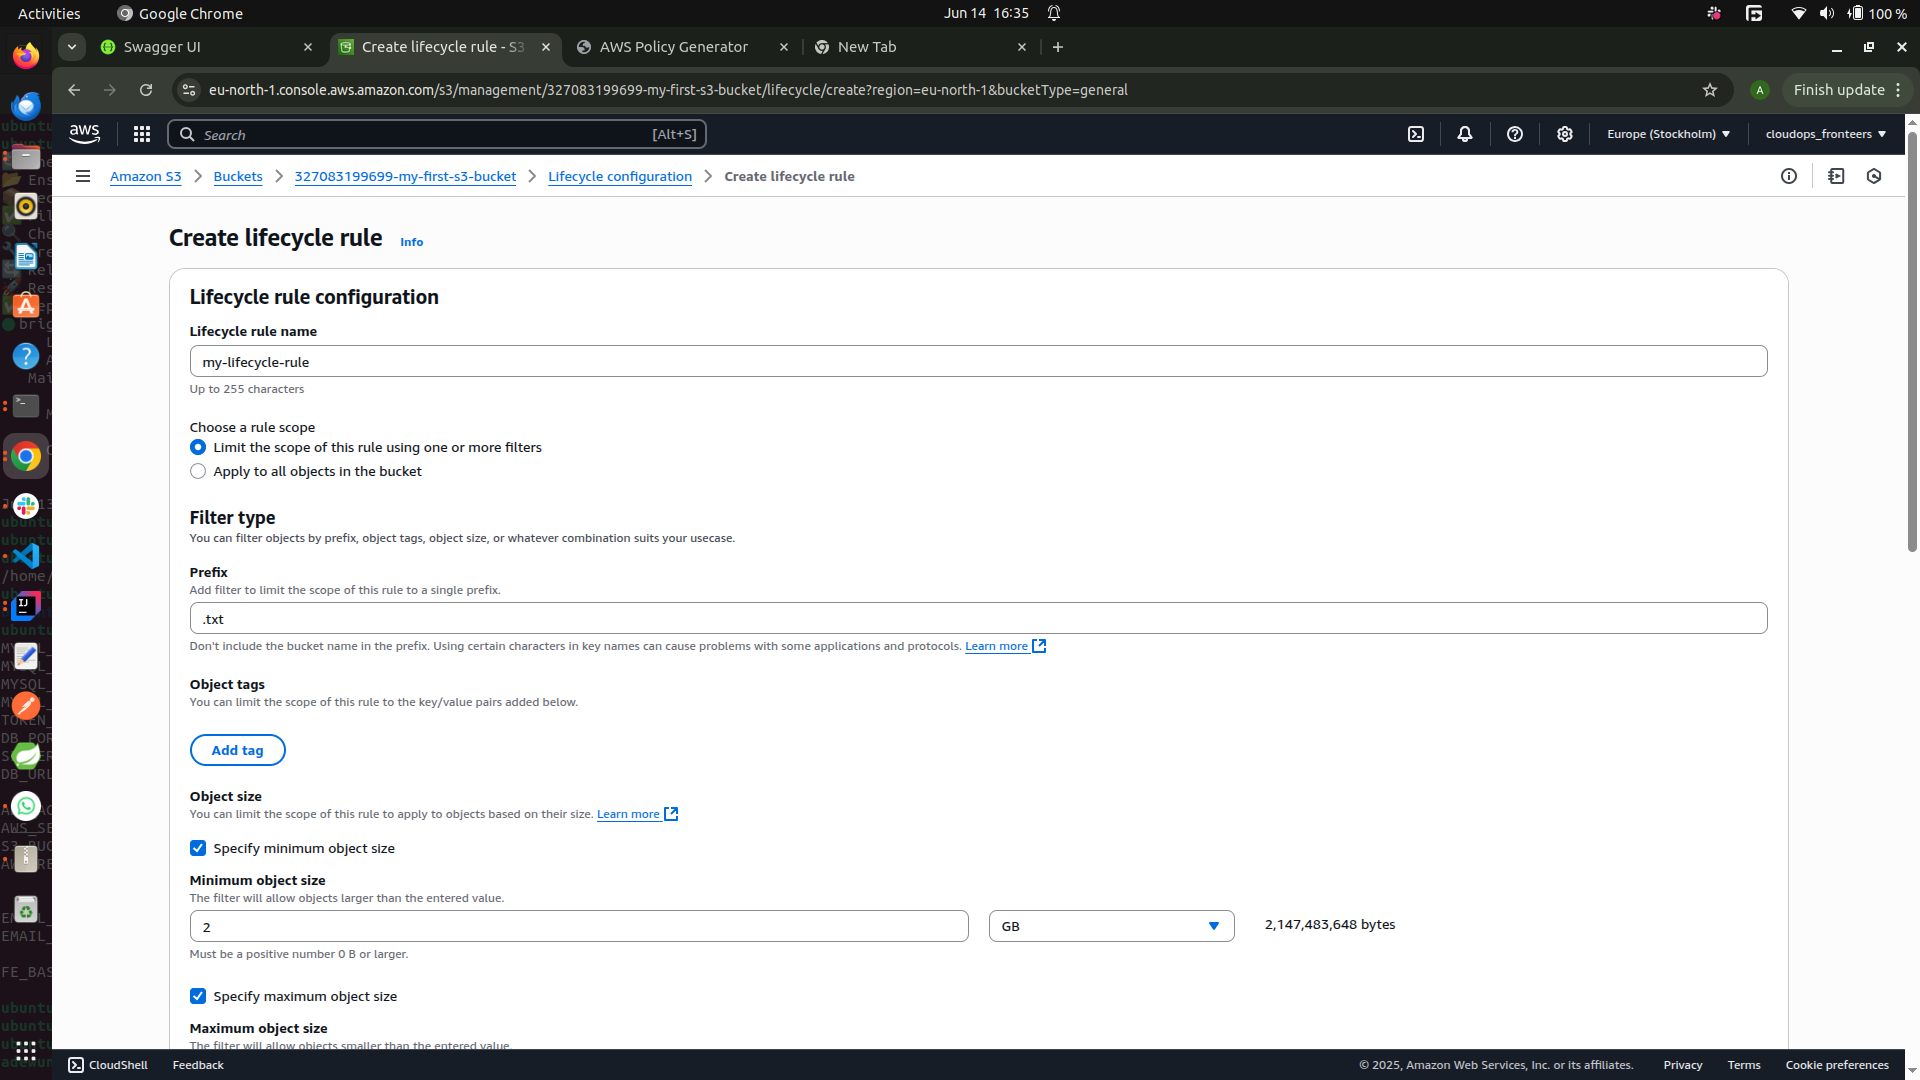 Activities Google Chrome Jun 14 16:35 100 %
Swagger UI Create lifecycle rule - S3 AWS Policy Generator New Tab
eu-north-1.console.aws.amazon.com/s3/management/327083199699-my-first-s3-bucket/lifecycle/create?region=eu-north-1&bucketType=general A Finish update
aws Search [Alt+S] Europe (Stockholm) cloudops_fronteers
Amazon S3 Buckets 327083199699-my-first-s3-bucket Lifecycle configuration Create lifecycle rule
Create lifecycle rule Info
Lifecycle rule configuration
Lifecycle rule name
my-lifecycle-rule
Up to 255 characters
Choose a rule scope
Limit the scope of this rule using one or more filters
Apply to all objects in the bucket
Filter type
You can filter objects by prefix, object tags, object size, or whatever combination suits your usecase.
Prefix
Add filter to limit the scope of this rule to a single prefix.
.txt
Don't include the bucket name in the prefix. Using certain characters in key names can cause problems with some applications and protocols. Learn more
Object tags
You can limit the scope of this rule to the key/value pairs added below.
Add tag
Object size
You can limit the scope of this rule to apply to objects based on their size. Learn more
Specify minimum object size
Minimum object size
The filter will allow objects larger than the entered value.
2 GB 2,147,483,648 bytes
Must be a positive number 0 B or larger.
Specify maximum object size
Maximum object size
The filter will allow objects smaller than the entered value.
CloudShell Feedback © 2025, Amazon Web Services, Inc. or its affiliates. Privacy Terms Cookie preferences